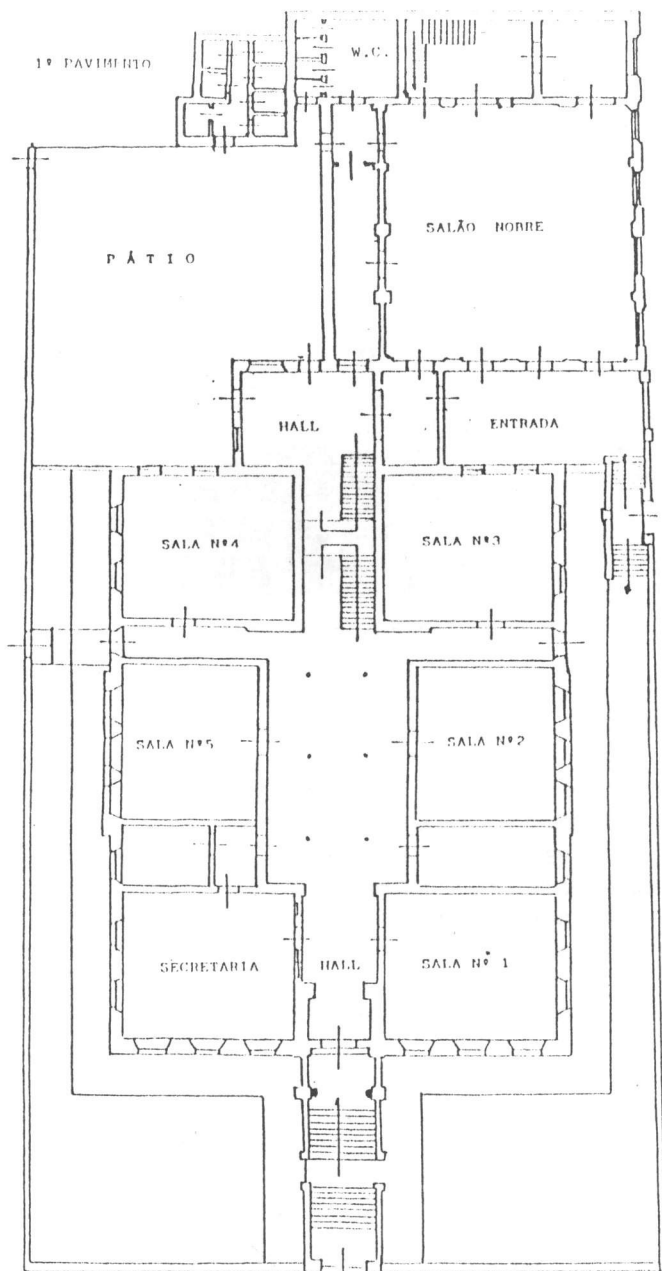 1º PAVIMENTO
W.C.
SALÃO NOBRE
PÁTIO
HALL
ENTRADA
SALA Nº4
SALA Nº3
SALA Nº5
SALA Nº2
SECRETARIA
HALL
SALA Nº 1